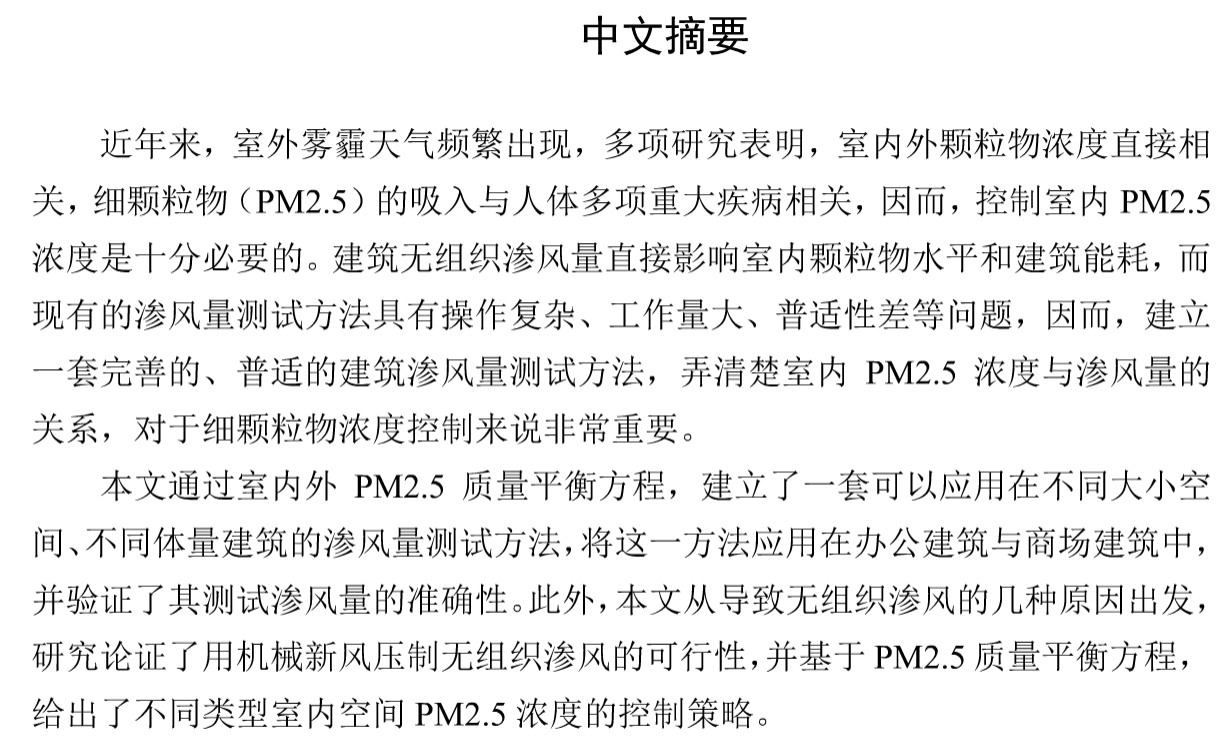 中文摘要
近年来，室外雾霾天气频繁出现，多项研究表明，室内外颗粒物浓度直接相
关，细颗粒物（PM2.5）的吸入与人体多项重大疾病相关，因而，控制室内 PM2.5
浓度是十分必要的。建筑无组织渗风量直接影响室内颗粒物水平和建筑能耗，而
现有的渗风量测试方法具有操作复杂、工作量大、普适性差等问题，因而，建立
一套完善的、普适的建筑渗风量测试方法，弄清楚室内 PM2.5 浓度与渗风量的
关系，对于细颗粒物浓度控制来说非常重要。
本文通过室内外 PM2.5 质量平衡方程，建立了一套可以应用在不同大小空
间、不同体量建筑的渗风量测试方法，将这一方法应用在办公建筑与商场建筑中，
并验证了其测试渗风量的准确性。此外，本文从导致无组织渗风的几种原因出发，
研究论证了用机械新风压制无组织渗风的可行性，并基于 PM2.5 质量平衡方程，
给出了不同类型室内空间 PM2.5 浓度的控制策略。